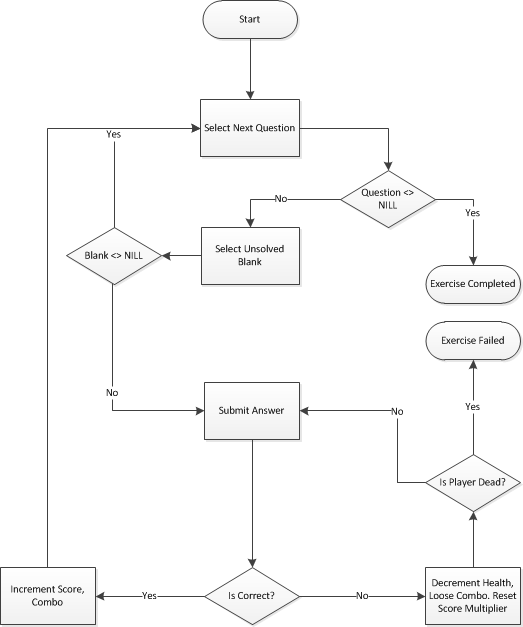 Start
Select Next Question
Yes
Question <>
NILL
No
Yes
Select Unsolved
Blank
Blank <> NILL
Exercise Completed
Exercise Failed
No
Submit Answer
No
Yes
Is Player Dead?
Increment Score,
Combo
Yes
Is Correct?
No
Decrement Health,
Loose Combo. Reset
Score Multiplier